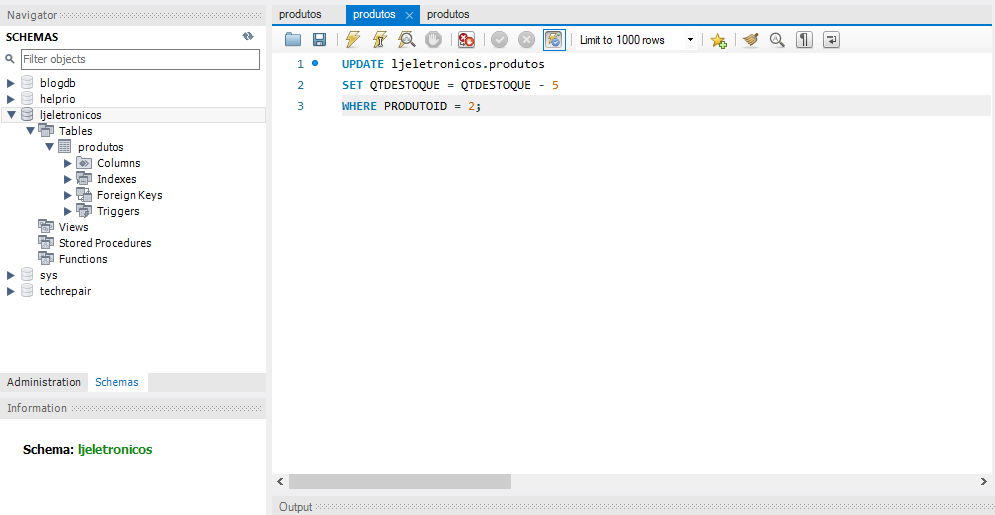 Navigator
SCHEMAS
Filter objects
blogdb
helprio
ljeletronicos
Tables
produtos
Columns
Indexes
Foreign Keys
Triggers
Views
Stored Procedures
Functions
sys
techrepair
Administration Schemas
Information
Schema: ljeletronicos
produtos produtos produtos
Limit to 1000 rows
1 UPDATE ljeletronicos.produtos
2 SET QTDESTOQUE = QTDESTOQUE - 5
3 WHERE PRODUTOID = 2;
Output